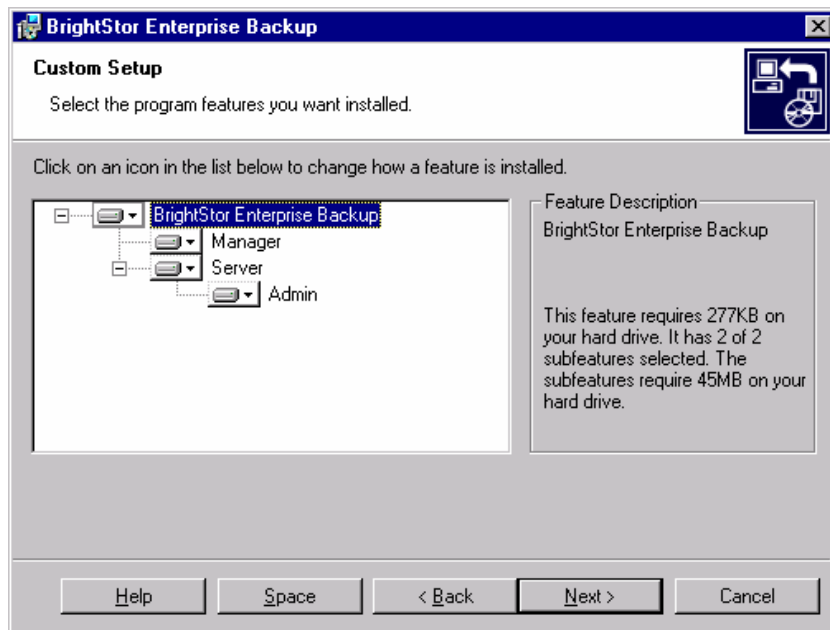 BrightStor Enterprise Backup
Custom Setup
Select the program features you want installed.
Click on an icon in the list below to change how a feature is installed.
BrightStor Enterprise Backup
Manager
Server
Admin
Feature Description
BrightStor Enterprise Backup
This feature requires 277KB on
your hard drive. It has 2 of 2
subfeatures selected. The
subfeatures require 45MB on your
hard drive.
Help
Space
< Back
Next >
Cancel